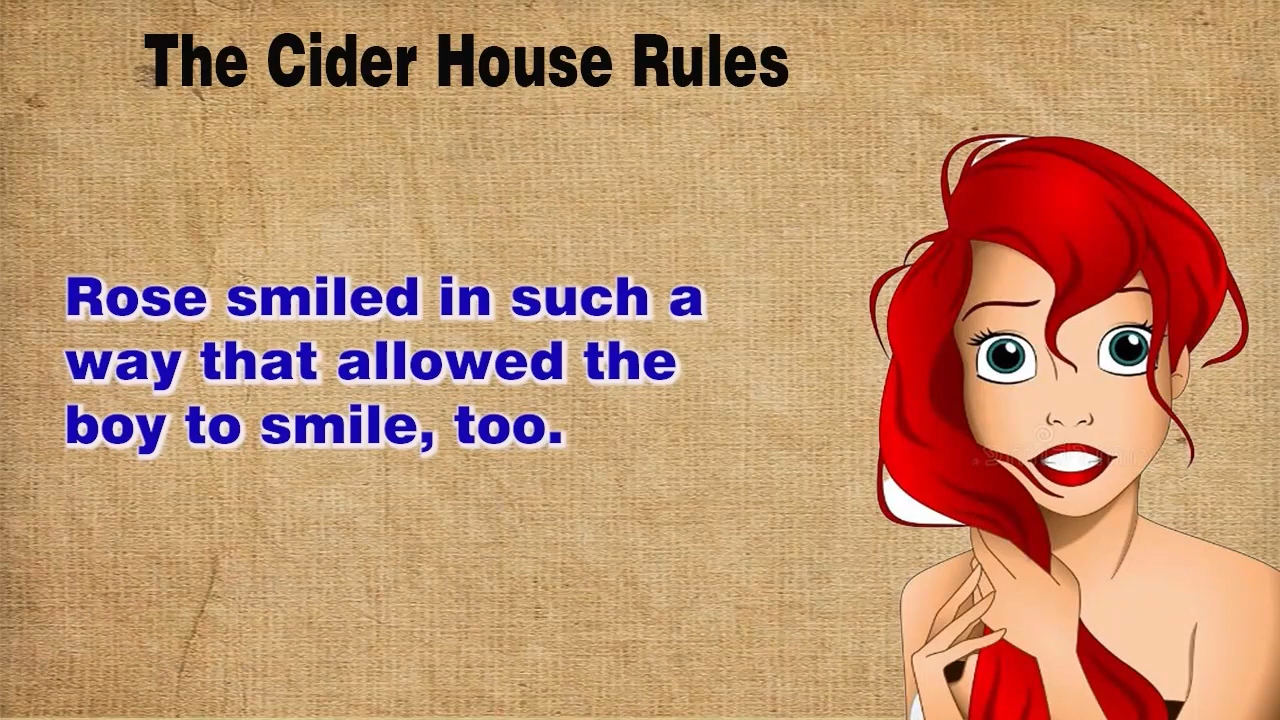 The Cider House Rules
Rose smiled in such a
way that allowed the
boy to smile, too.